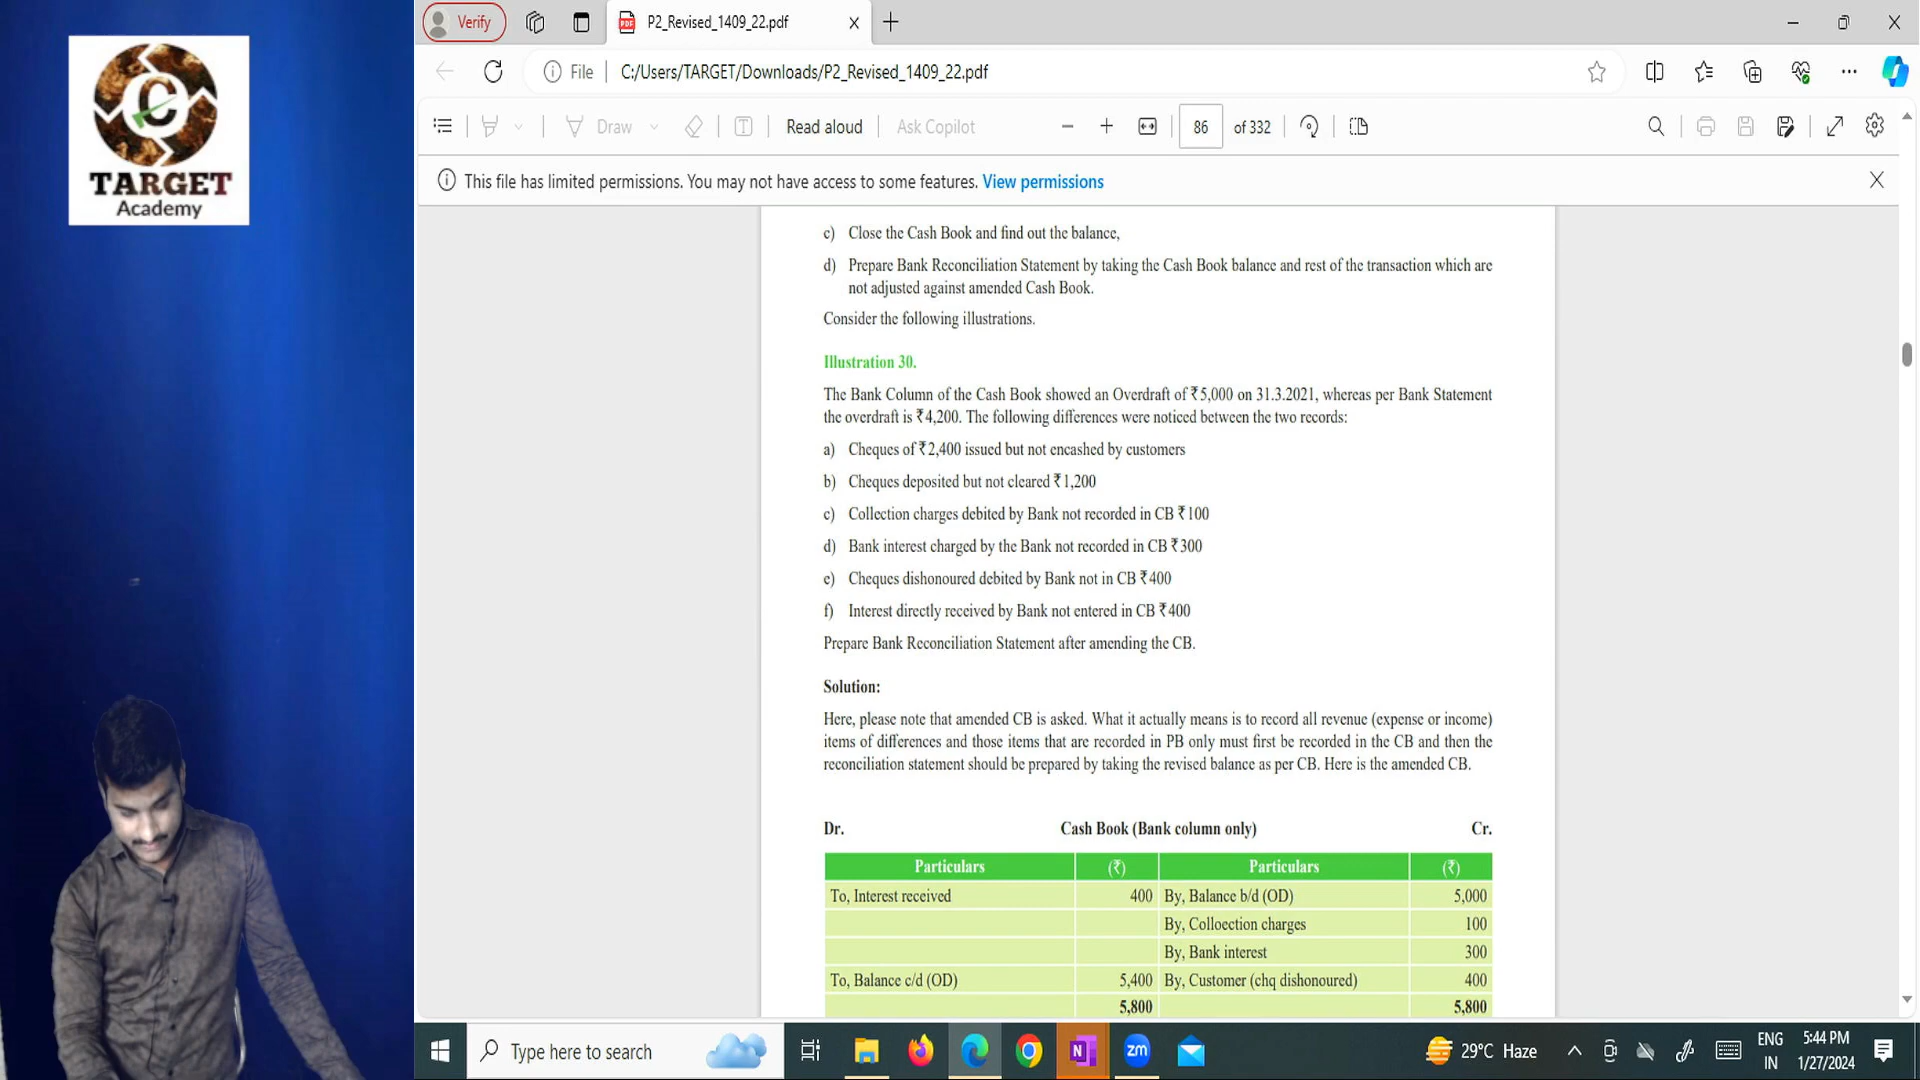 C
TARGET
Academy
Verify
P2_Revised_1409_22.pdf
File
C:/Users/TARGET/Downloads/P2_Revised_1409_22.pdf
Draw
Read aloud
Ask Copilot
86
of 332
This file has limited permissions. You may not have access to some features. View permissions
c) Close the Cash Book and find out the balance,
d) Prepare Bank Reconciliation Statement by taking the Cash Book balance and rest of the transaction which are
not adjusted against amended Cash Book.
Consider the following illustrations.
Illustration 30.
The Bank Column of the Cash Book showed an Overdraft of ₹5,000 on 31.3.2021, whereas per Bank Statement
the overdraft is ₹4,200. The following differences were noticed between the two records:
a) Cheques of ₹2,400 issued but not encashed by customers
b) Cheques deposited but not cleared ₹1,200
c) Collection charges debited by Bank not recorded in CB ₹100
d) Bank interest charged by the Bank not recorded in CB ₹300
e) Cheques dishonoured debited by Bank not in CB ₹400
f) Interest directly received by Bank not entered in CB ₹400
Prepare Bank Reconciliation Statement after amending the CB.
Solution:
Here, please note that amended CB is asked. What it actually means is to record all revenue (expense or income)
items of differences and those items that are recorded in PB only must first be recorded in the CB and then the
reconciliation statement should be prepared by taking the revised balance as per CB. Here is the amended CB.
Dr. Cash Book (Bank column only) Cr.
Particulars (₹) Particulars (₹)
To, Interest received 400 By, Balance b/d (OD) 5,000
By, Colloection charges 100
By, Bank interest 300
To, Balance c/d (OD) 5,400 By, Customer (chq dishonoured) 400
5,800 5,800
Type here to search
N
zm
29°C Haze
ENG
IN
5:44 PM
1/27/2024